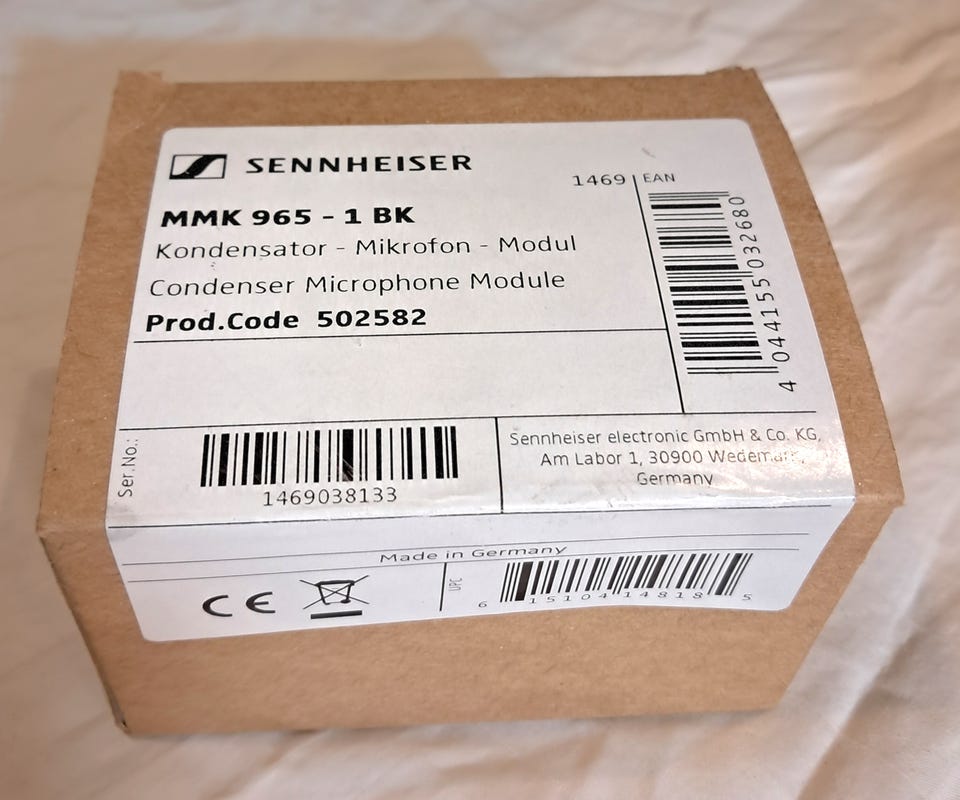 SENNHEISER
1469 EAN
MMK 965 - 1 BK
Kondensator - Mikrofon - Modul
Condenser Microphone Module
Prod.Code 502582
4 044155 032680
Ser.No.:
1469038133
Sennheiser electronic GmbH & Co. KG,
Am Labor 1, 30900 Wedemark,
Germany
Made in Germany
CE
UPC
6 15104 14818 5